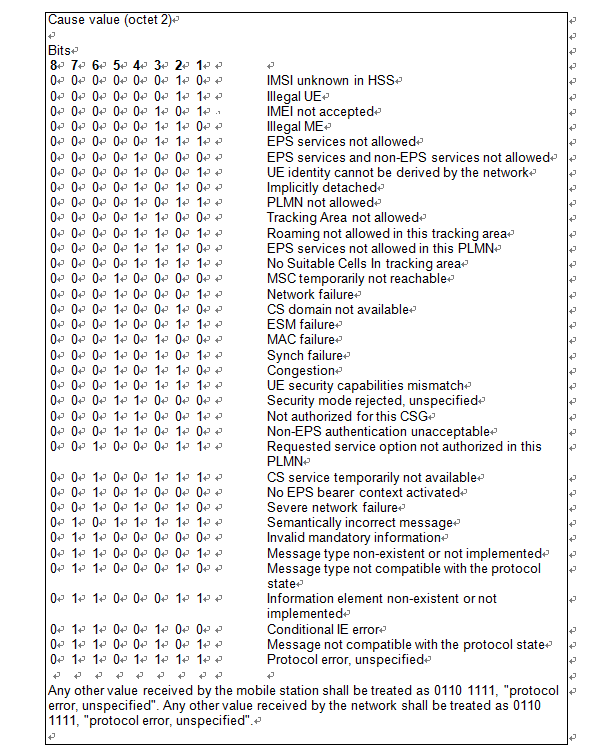 Cause value (octet 2)
Bits
8 7 6 5 4 3 2 1
0 0 0 0 0 0 1 0 IMSI unknown in HSS
0 0 0 0 0 0 1 1 Illegal UE
0 0 0 0 0 1 0 1 IMEI not accepted
0 0 0 0 0 1 1 0 Illegal ME
0 0 0 0 0 1 1 1 EPS services not allowed
0 0 0 0 1 0 0 0 EPS services and non-EPS services not allowed
0 0 0 0 1 0 0 1 UE identity cannot be derived by the network
0 0 0 0 1 0 1 0 Implicitly detached
0 0 0 0 1 0 1 1 PLMN not allowed
0 0 0 0 1 1 0 0 Tracking Area not allowed
0 0 0 0 1 1 0 1 Roaming not allowed in this tracking area
0 0 0 0 1 1 1 0 EPS services not allowed in this PLMN
0 0 0 0 1 1 1 1 No Suitable Cells In tracking area
0 0 0 1 0 0 0 0 MSC temporarily not reachable
0 0 0 1 0 0 0 1 Network failure
0 0 0 1 0 0 1 0 CS domain not available
0 0 0 1 0 0 1 1 ESM failure
0 0 0 1 0 1 0 0 MAC failure
0 0 0 1 0 1 0 1 Synch failure
0 0 0 1 0 1 1 0 Congestion
0 0 0 1 0 1 1 1 UE security capabilities mismatch
0 0 0 1 1 0 0 0 Security mode rejected, unspecified
0 0 0 1 1 0 0 1 Not authorized for this CSG
0 0 0 1 1 0 1 0 Non-EPS authentication unacceptable
0 0 1 0 0 0 1 1 Requested service option not authorized in this
PLMN
0 0 1 0 0 1 1 1 CS service temporarily not available
0 0 1 0 1 0 0 0 No EPS bearer context activated
0 0 1 0 1 0 1 0 Severe network failure
0 1 0 1 1 1 1 1 Semantically incorrect message
0 1 1 0 0 0 0 0 Invalid mandatory information
0 1 1 0 0 0 0 1 Message type non-existent or not implemented
0 1 1 0 0 0 1 0 Message type not compatible with the protocol
state
0 1 1 0 0 0 1 1 Information element non-existent or not
implemented
0 1 1 0 0 1 0 0 Conditional IE error
0 1 1 0 0 1 0 1 Message not compatible with the protocol state
0 1 1 0 1 1 1 1 Protocol error, unspecified
Any other value received by the mobile station shall be treated as 0110 1111, "protocol
error, unspecified". Any other value received by the network shall be treated as 0110
1111, "protocol error, unspecified".